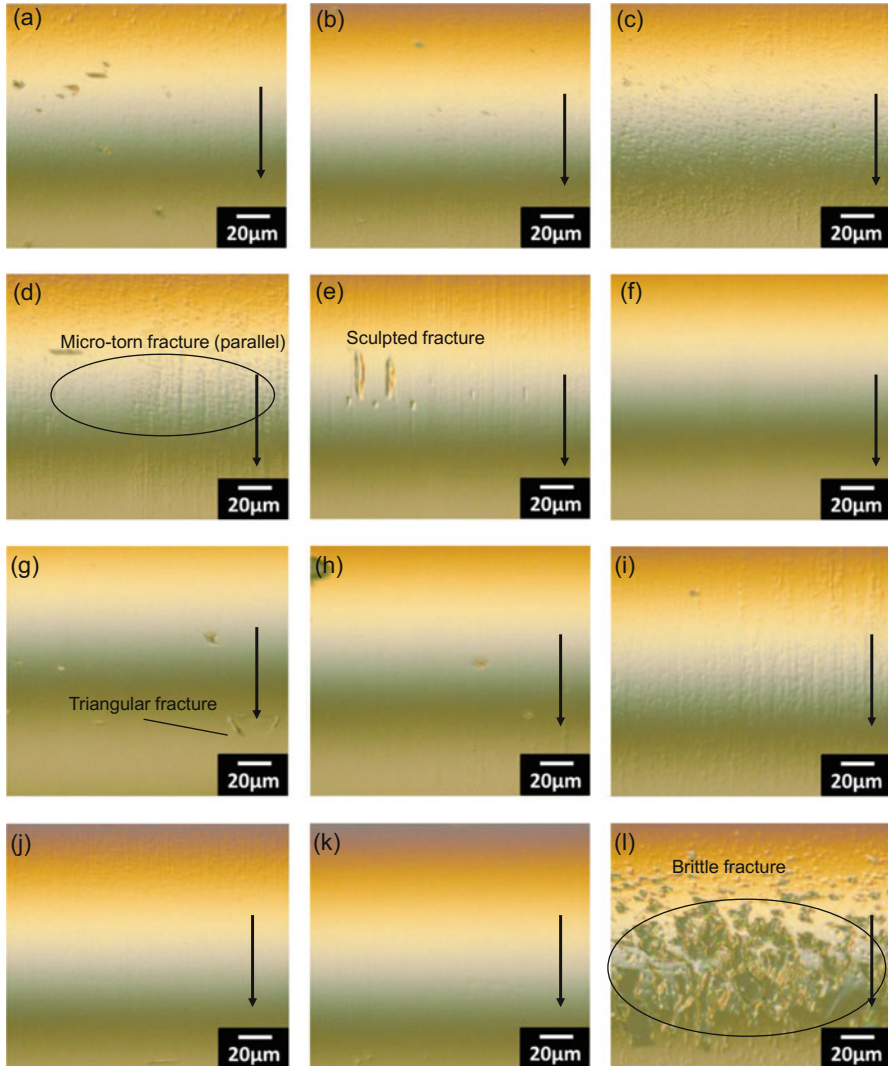 (a)
(b)
(c)
20µm
20µm
20µm
(d)
(e)
(f)
Micro-torn fracture (parallel)
Sculpted fracture
20µm
20µm
20µm
(g)
(h)
(i)
Triangular fracture
20µm
20µm
20µm
(j)
(k)
(l)
Brittle fracture
20µm
20µm
20µm